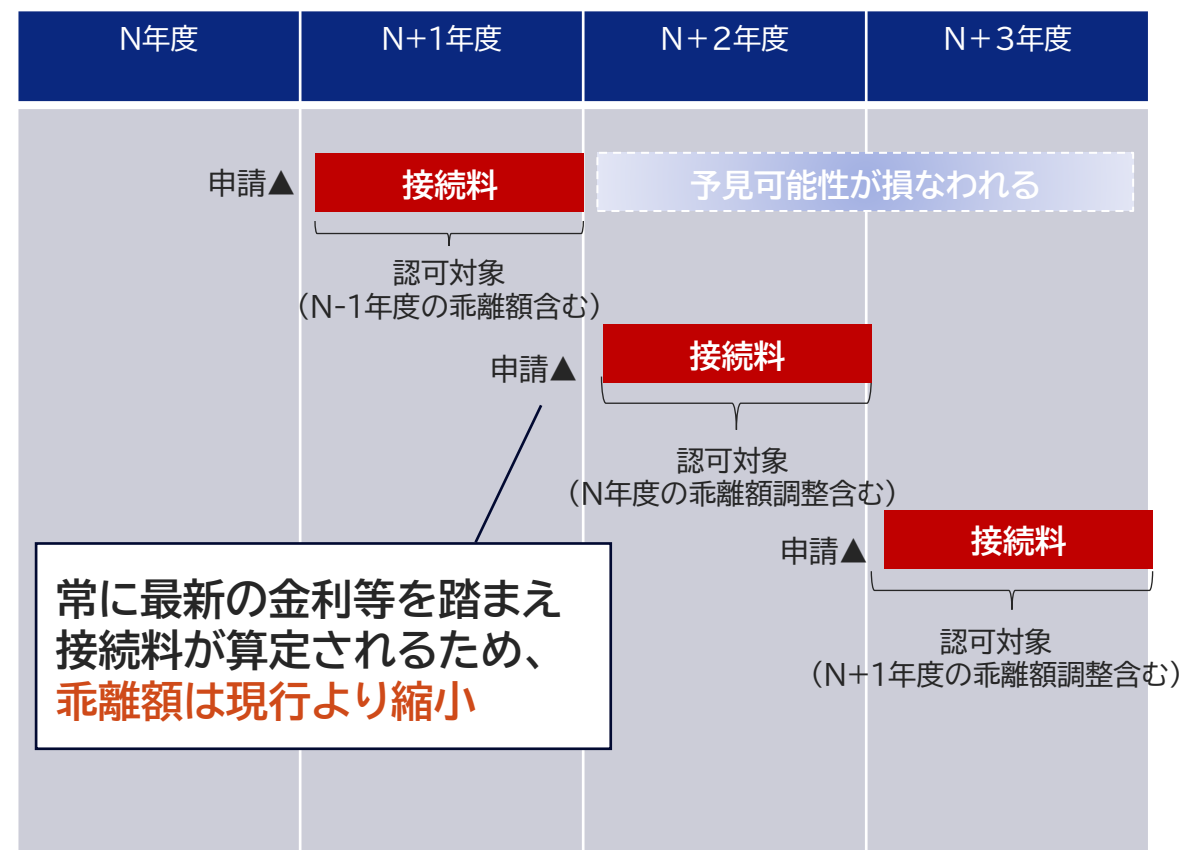 N年度
N+1年度
N+2年度
N+3年度
申請▲
接続料
予見可能性が損なわれる
認可対象
(N-1年度の乖離額含む)
申請▲
接続料
認可対象
(N年度の乖離額調整含む)
申請▲
接続料
認可対象
(N+1年度の乖離額調整含む)
常に最新の金利等を踏まえ
接続料が算定されるため、
乖離額は現行より縮小